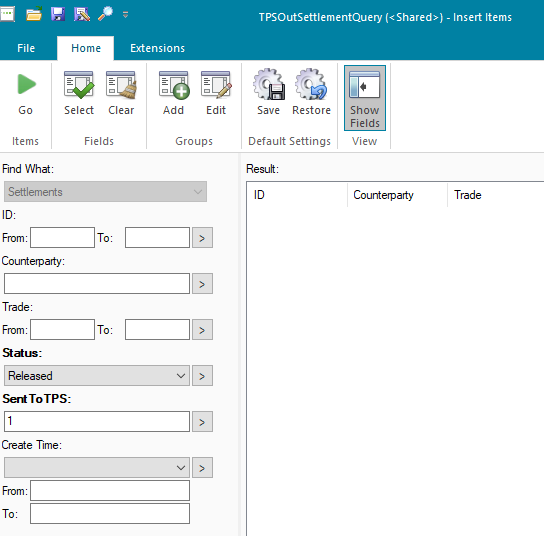 TPSOutSettlementQuery (<Shared>) - Insert Items
File Home Extensions
Go Select Clear Add Edit Save Restore Show Fields
Items Fields Groups Default Settings View
Find What: Result:
Settlements
ID Counterparty Trade
ID:
From: To: >
Counterparty:
>
Trade:
From: To: >
Status:
Released >
SentToTPS:
1 >
Create Time:
>
From:
To: